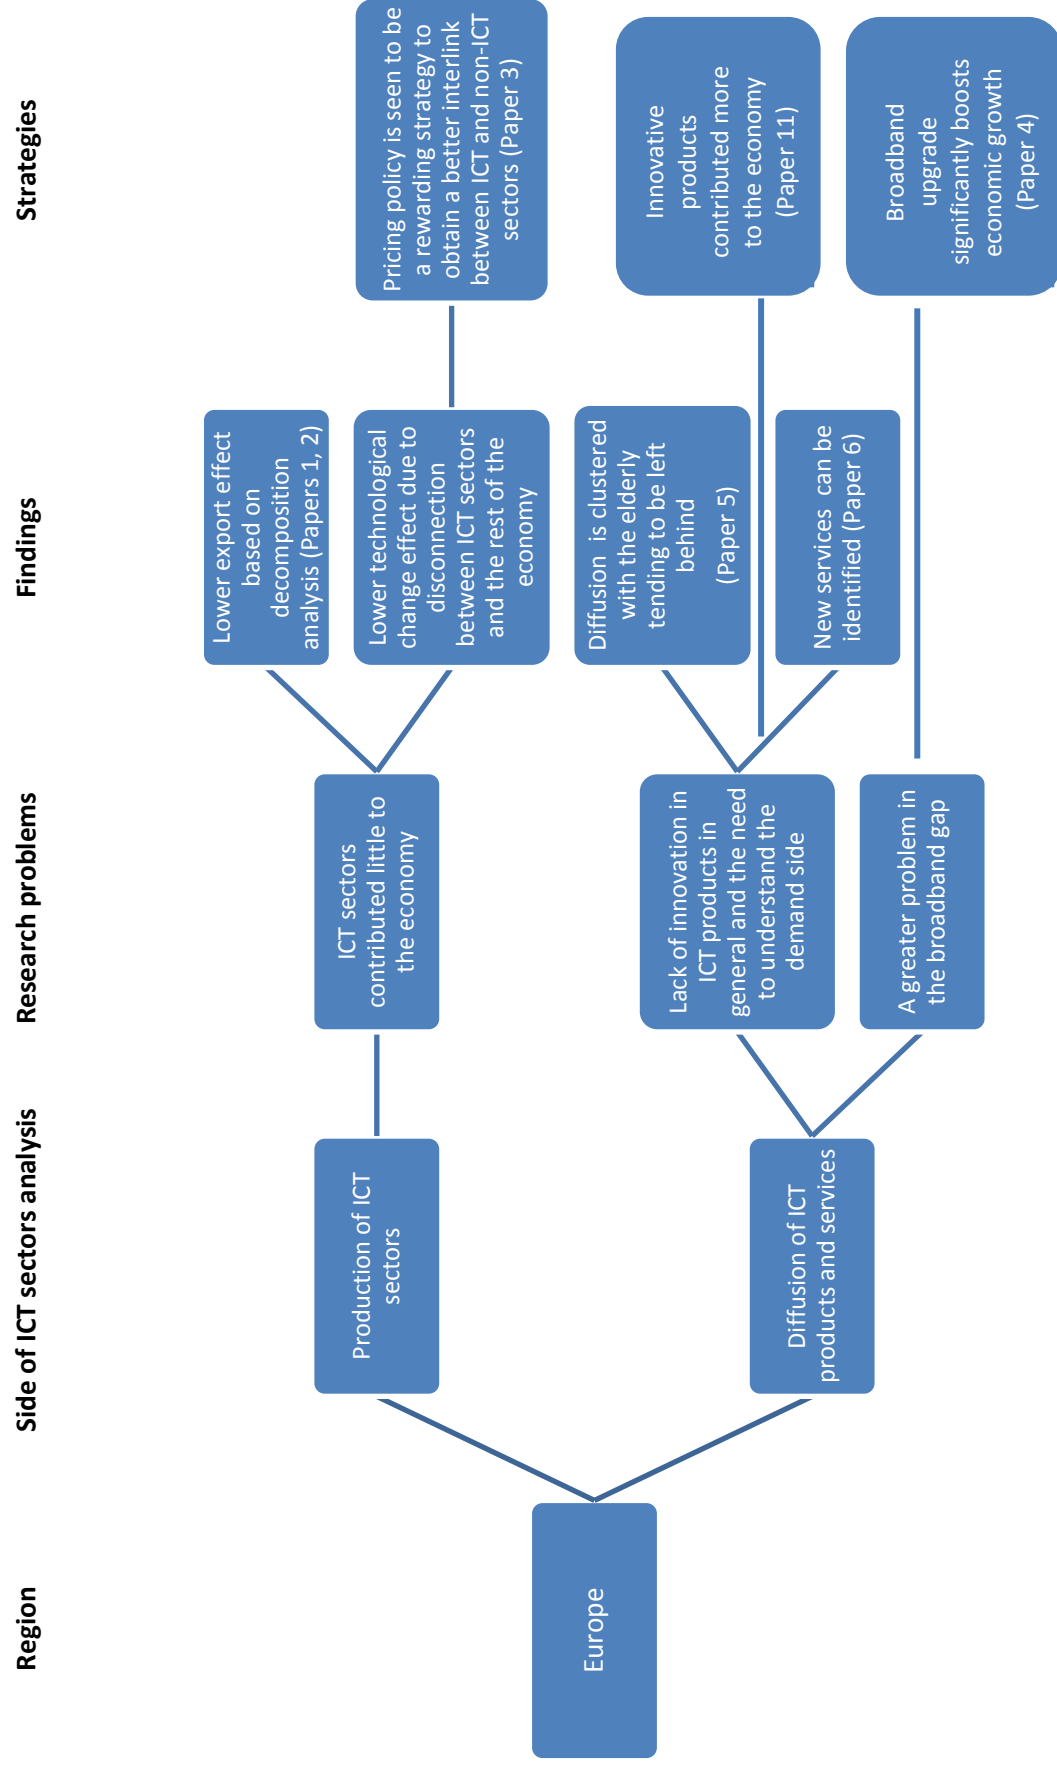 Region
Side of ICT sectors analysis
Research problems
Findings
Strategies
Europe
Production of ICT
sectors
Diffusion of ICT
products and services
ICT sectors
contributed little to
the economy
Lack of innovation in
ICT products in
general and the need
to understand the
demand side
A greater problem in
the broadband gap
Lower export effect
based on
decomposition
analysis (Papers 1, 2)
Lower technological
change effect due to
disconnection
between ICT sectors
and the rest of the
economy
Diffusion is clustered
with the elderly
tending to be left
behind
(Paper 5)
New services can be
identified (Paper 6)
Pricing policy is seen to be
a rewarding strategy to
obtain a better interlink
between ICT and non-ICT
sectors (Paper 3)
Innovative
products
contributed more
to the economy
(Paper 11)
Broadband
upgrade
significantly boosts
economic growth
(Paper 4)